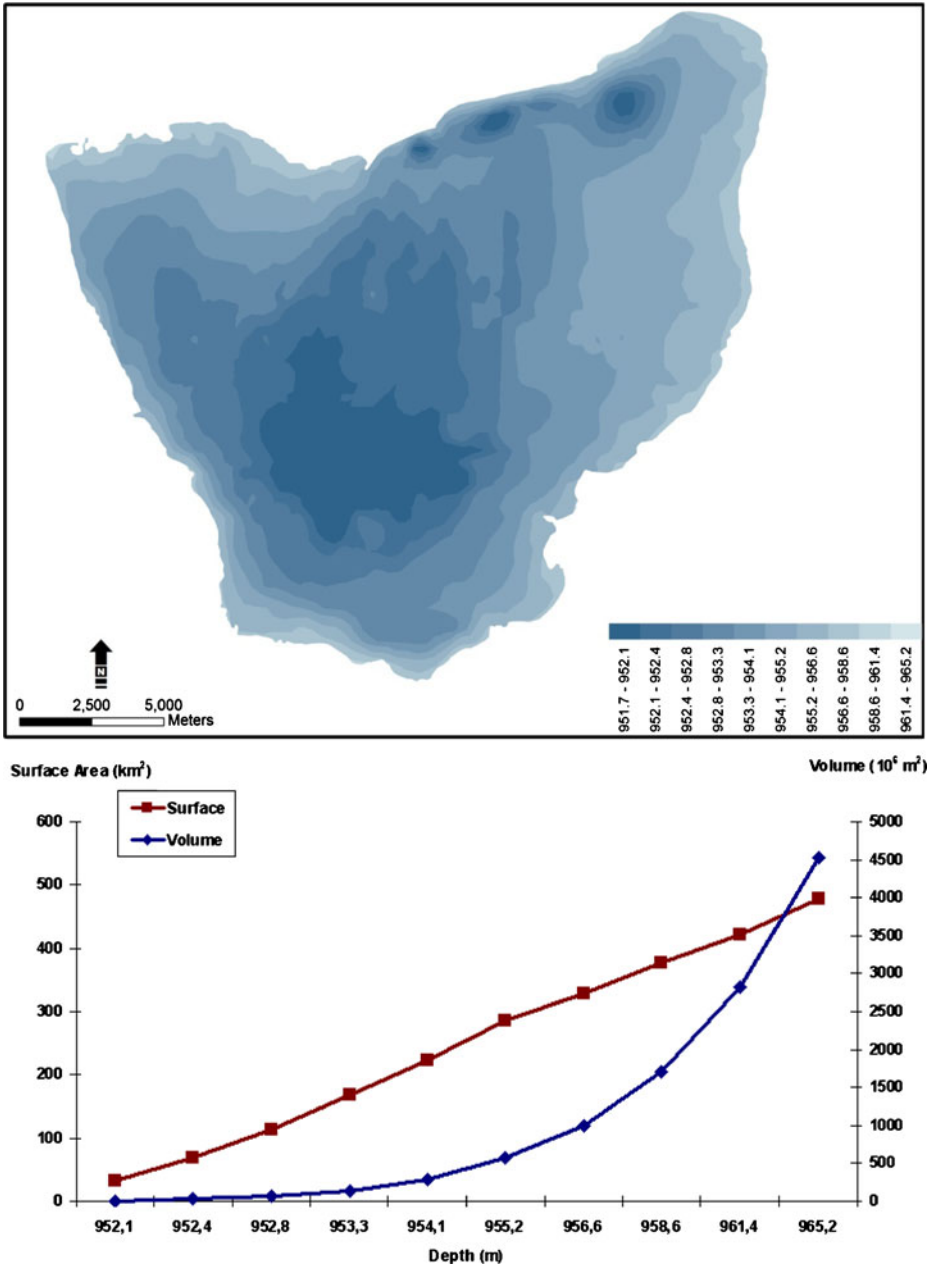 N
0 2,500 5,000
Meters
951.7 - 952.1
952.1 - 952.4
952.4 - 952.8
952.8 - 953.3
953.3 - 954.1
954.1 - 955.2
955.2 - 956.6
956.6 - 958.6
958.6 - 961.4
961.4 - 965.2
Surface Area (km²)
Volume (10⁶ m²)
Surface
Volume
600
500
400
300
200
100
0
5000
4500
4000
3500
3000
2500
2000
1500
1000
500
0
952,1 952,4 952,8 953,3 954,1 955,2 956,6 958,6 961,4 965,2
Depth (m)